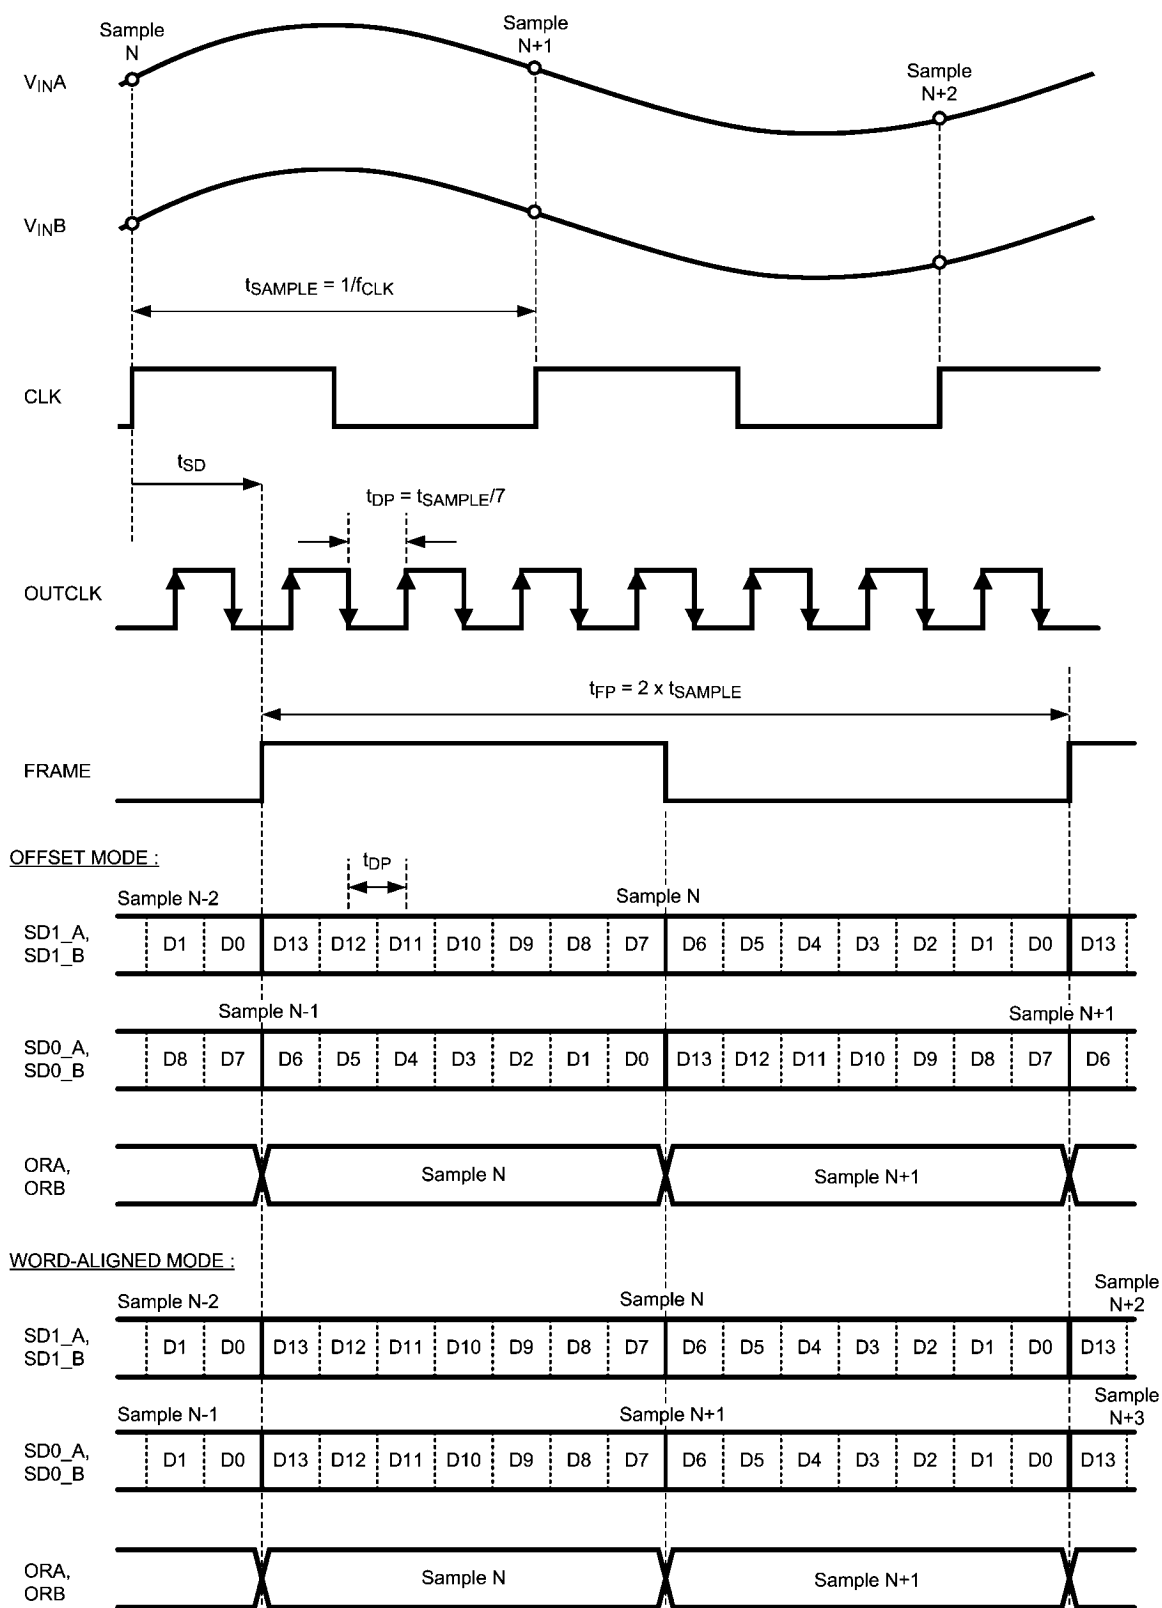 Sample
N
Sample
N+1
Sample
N+2
VINA
VINB
tSAMPLE = 1/fCLK
CLK
tSD
tDP = tSAMPLE/7
OUTCLK
tFP = 2 x tSAMPLE
FRAME
OFFSET MODE :
tDP
Sample N-2
Sample N
SD1_A,
SD1_B
D1 D0 D13 D12 D11 D10 D9 D8 D7 D6 D5 D4 D3 D2 D1 D0 D13
Sample N-1
Sample N+1
SD0_A,
SD0_B
D8 D7 D6 D5 D4 D3 D2 D1 D0 D13 D12 D11 D10 D9 D8 D7 D6
ORA,
ORB
Sample N
Sample N+1
WORD-ALIGNED MODE :
Sample N-2
Sample N
Sample
N+2
SD1_A,
SD1_B
D1 D0 D13 D12 D11 D10 D9 D8 D7 D6 D5 D4 D3 D2 D1 D0 D13
Sample N-1
Sample N+1
Sample
N+3
SD0_A,
SD0_B
D1 D0 D13 D12 D11 D10 D9 D8 D7 D6 D5 D4 D3 D2 D1 D0 D13
ORA,
ORB
Sample N
Sample N+1